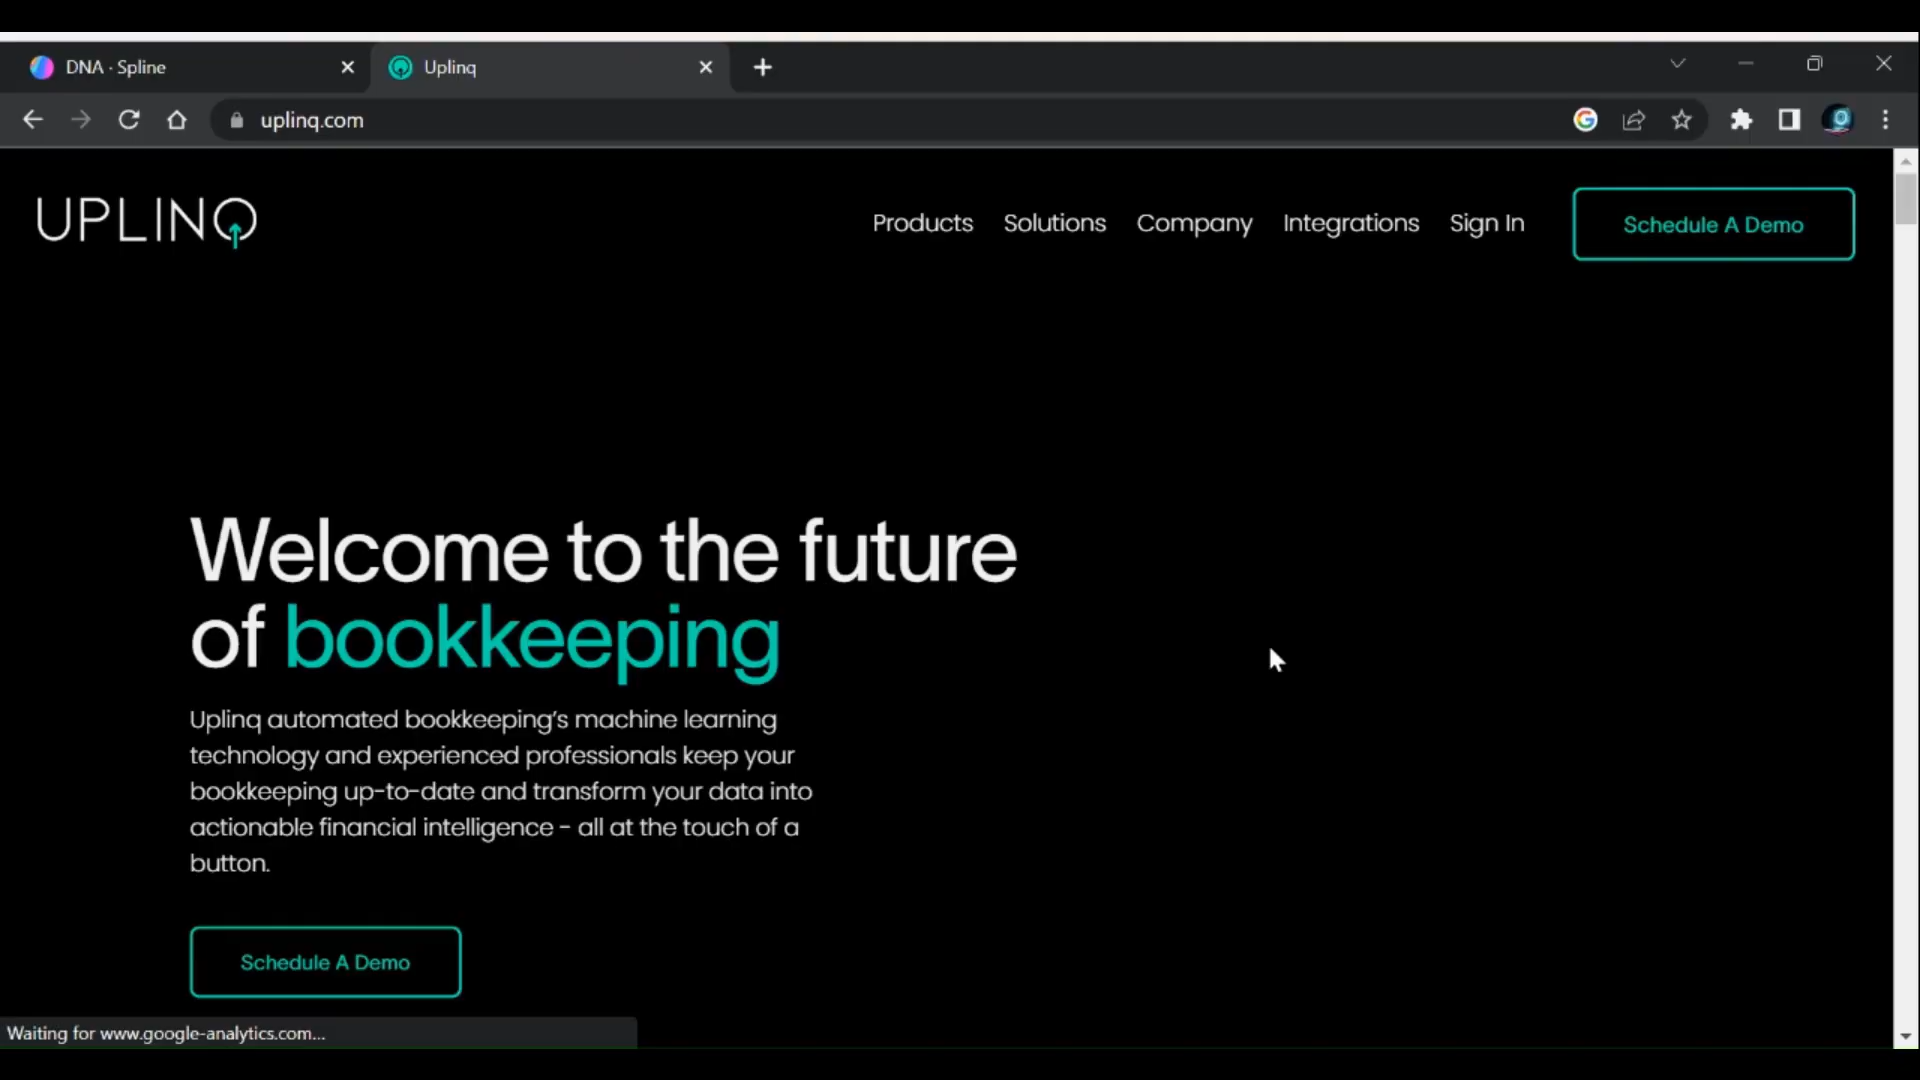 DNA · Spline
Uplinq
uplinq.com
UPLINQ
Products Solutions Company Integrations Sign In Schedule A Demo
Welcome to the future
of bookkeeping
Uplinq automated bookkeeping's machine learning
technology and experienced professionals keep your
bookkeeping up-to-date and transform your data into
actionable financial intelligence - all at the touch of a
button.
Schedule A Demo
Waiting for www.google-analytics.com...